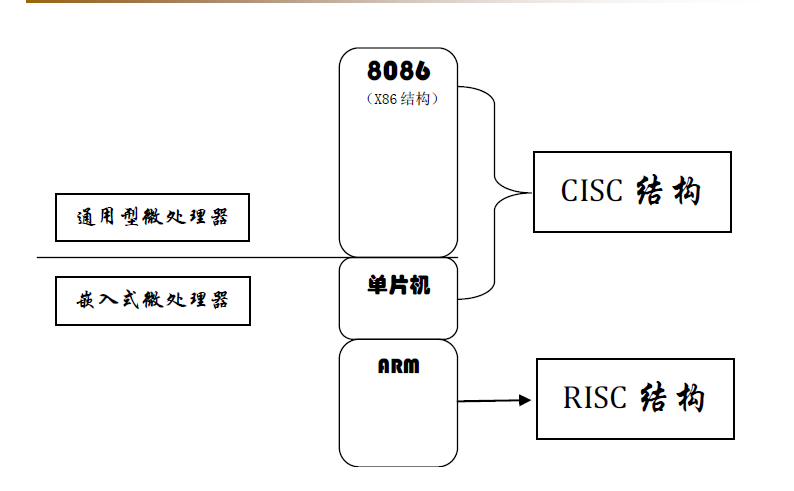 8086
（X86 结构）
CISC 结构
通用型微处理器
嵌入式微处理器
单片机
ARM
RISC 结构